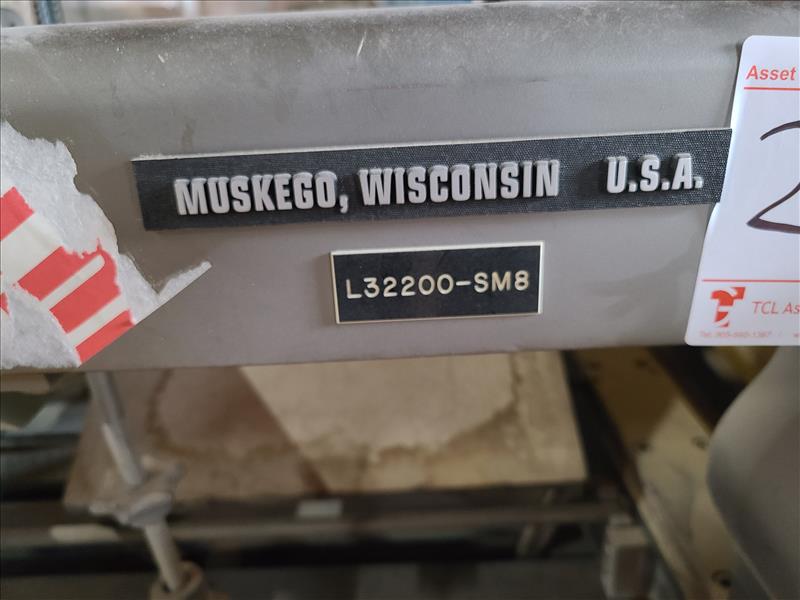 MUSKEGO, WISCONSIN U.S.A.
L32200-SM8
Asset
2
TCL As